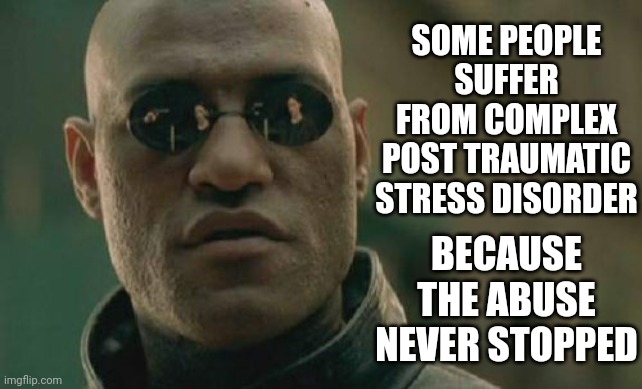 SOME PEOPLE
SUFFER
FROM COMPLEX
POST TRAUMATIC
STRESS DISORDER
BECAUSE
THE ABUSE
NEVER STOPPED
imgflip.com